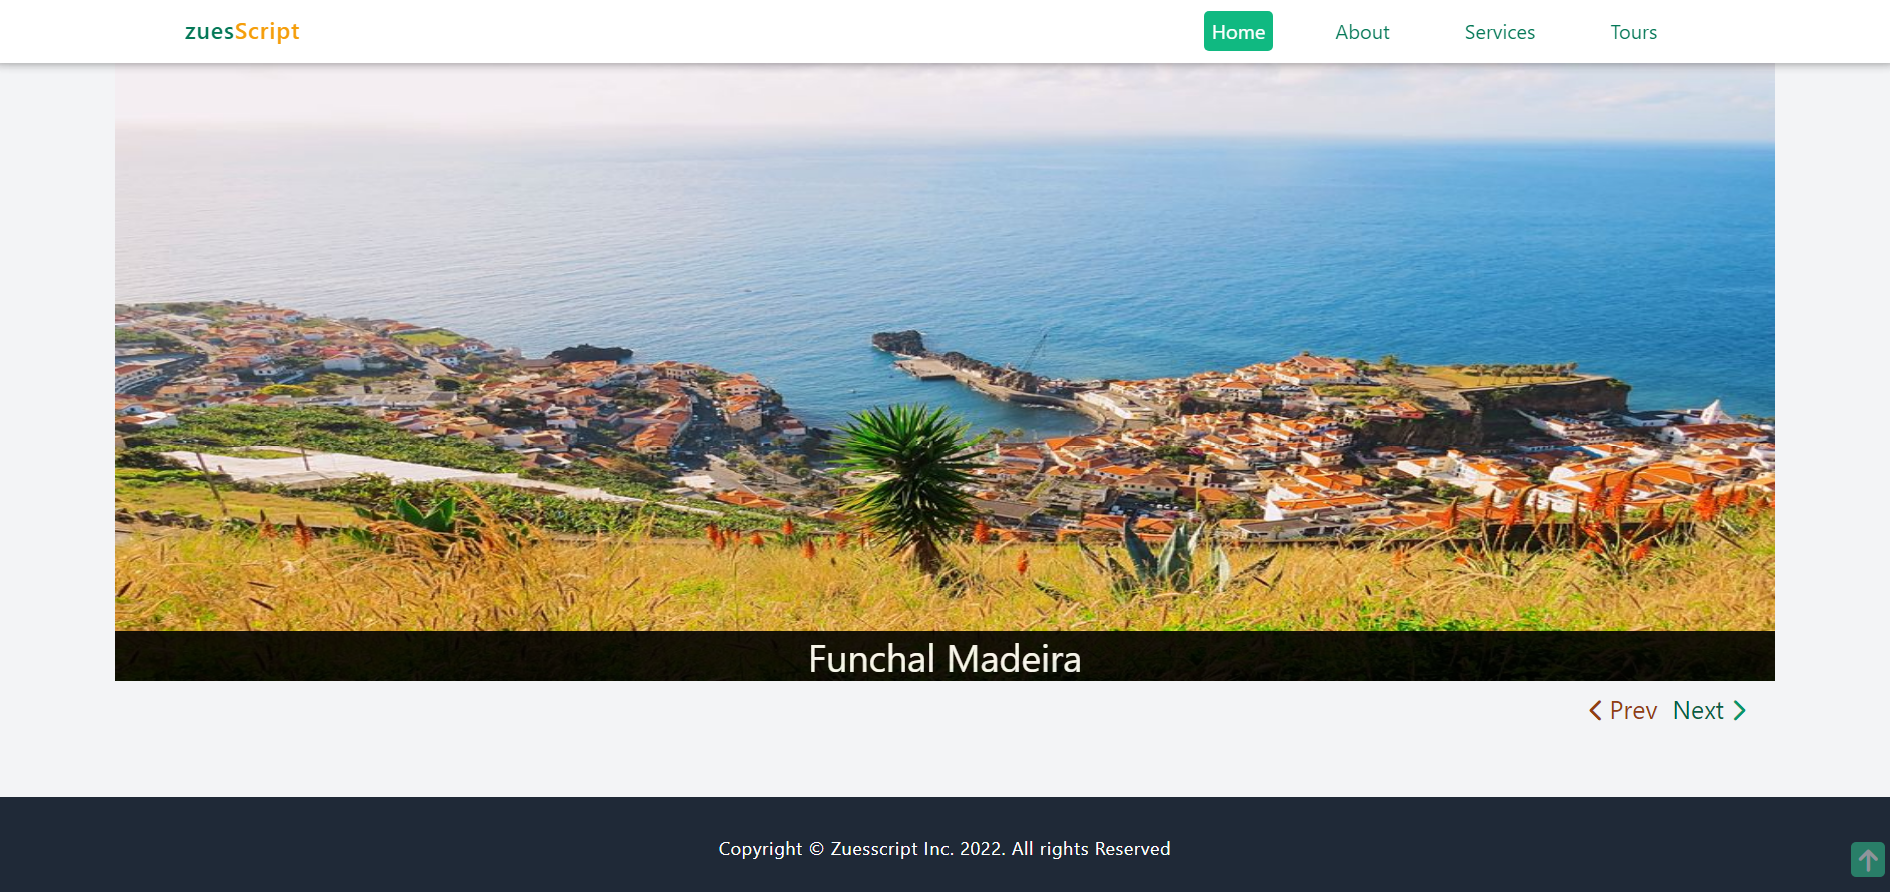 zuesScript Home About Services Tours
Funchal Madeira
Prev Next
Copyright © Zuesscript Inc. 2022. All rights Reserved